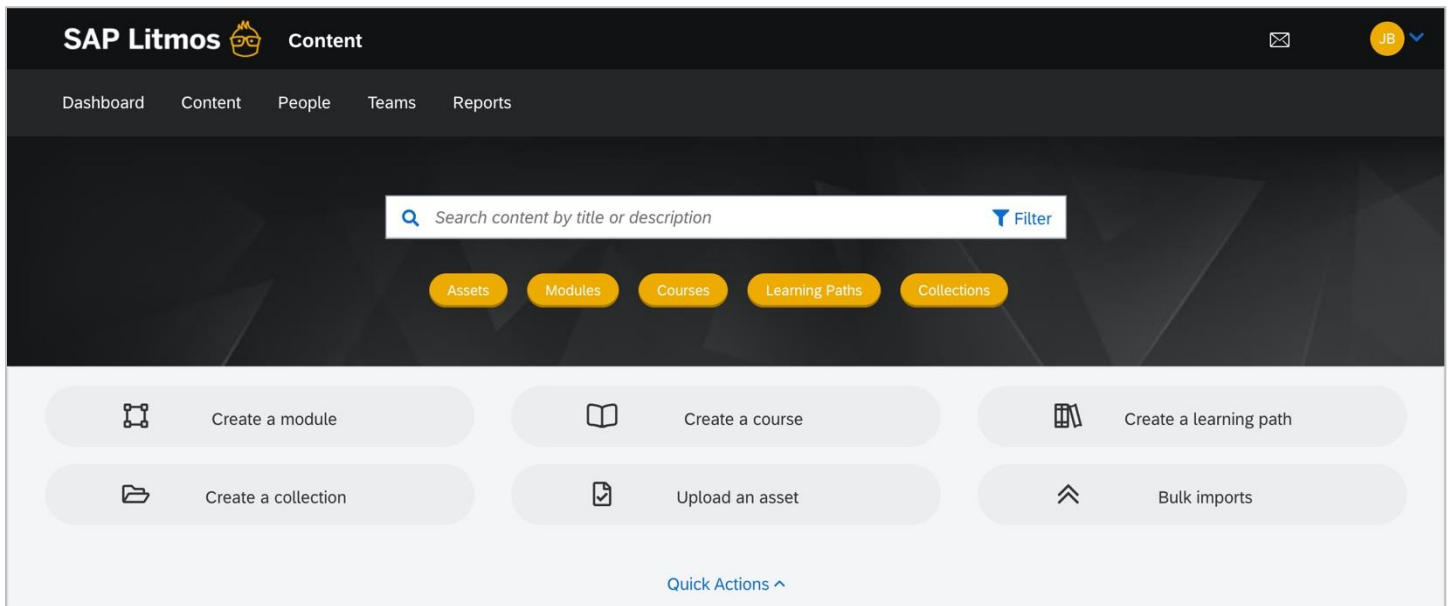 SAP Litmos Content JB
Dashboard Content People Teams Reports
Search content by title or description Filter
Assets Modules Courses Learning Paths Collections
Create a module Create a course Create a learning path
Create a collection Upload an asset Bulk imports
Quick Actions